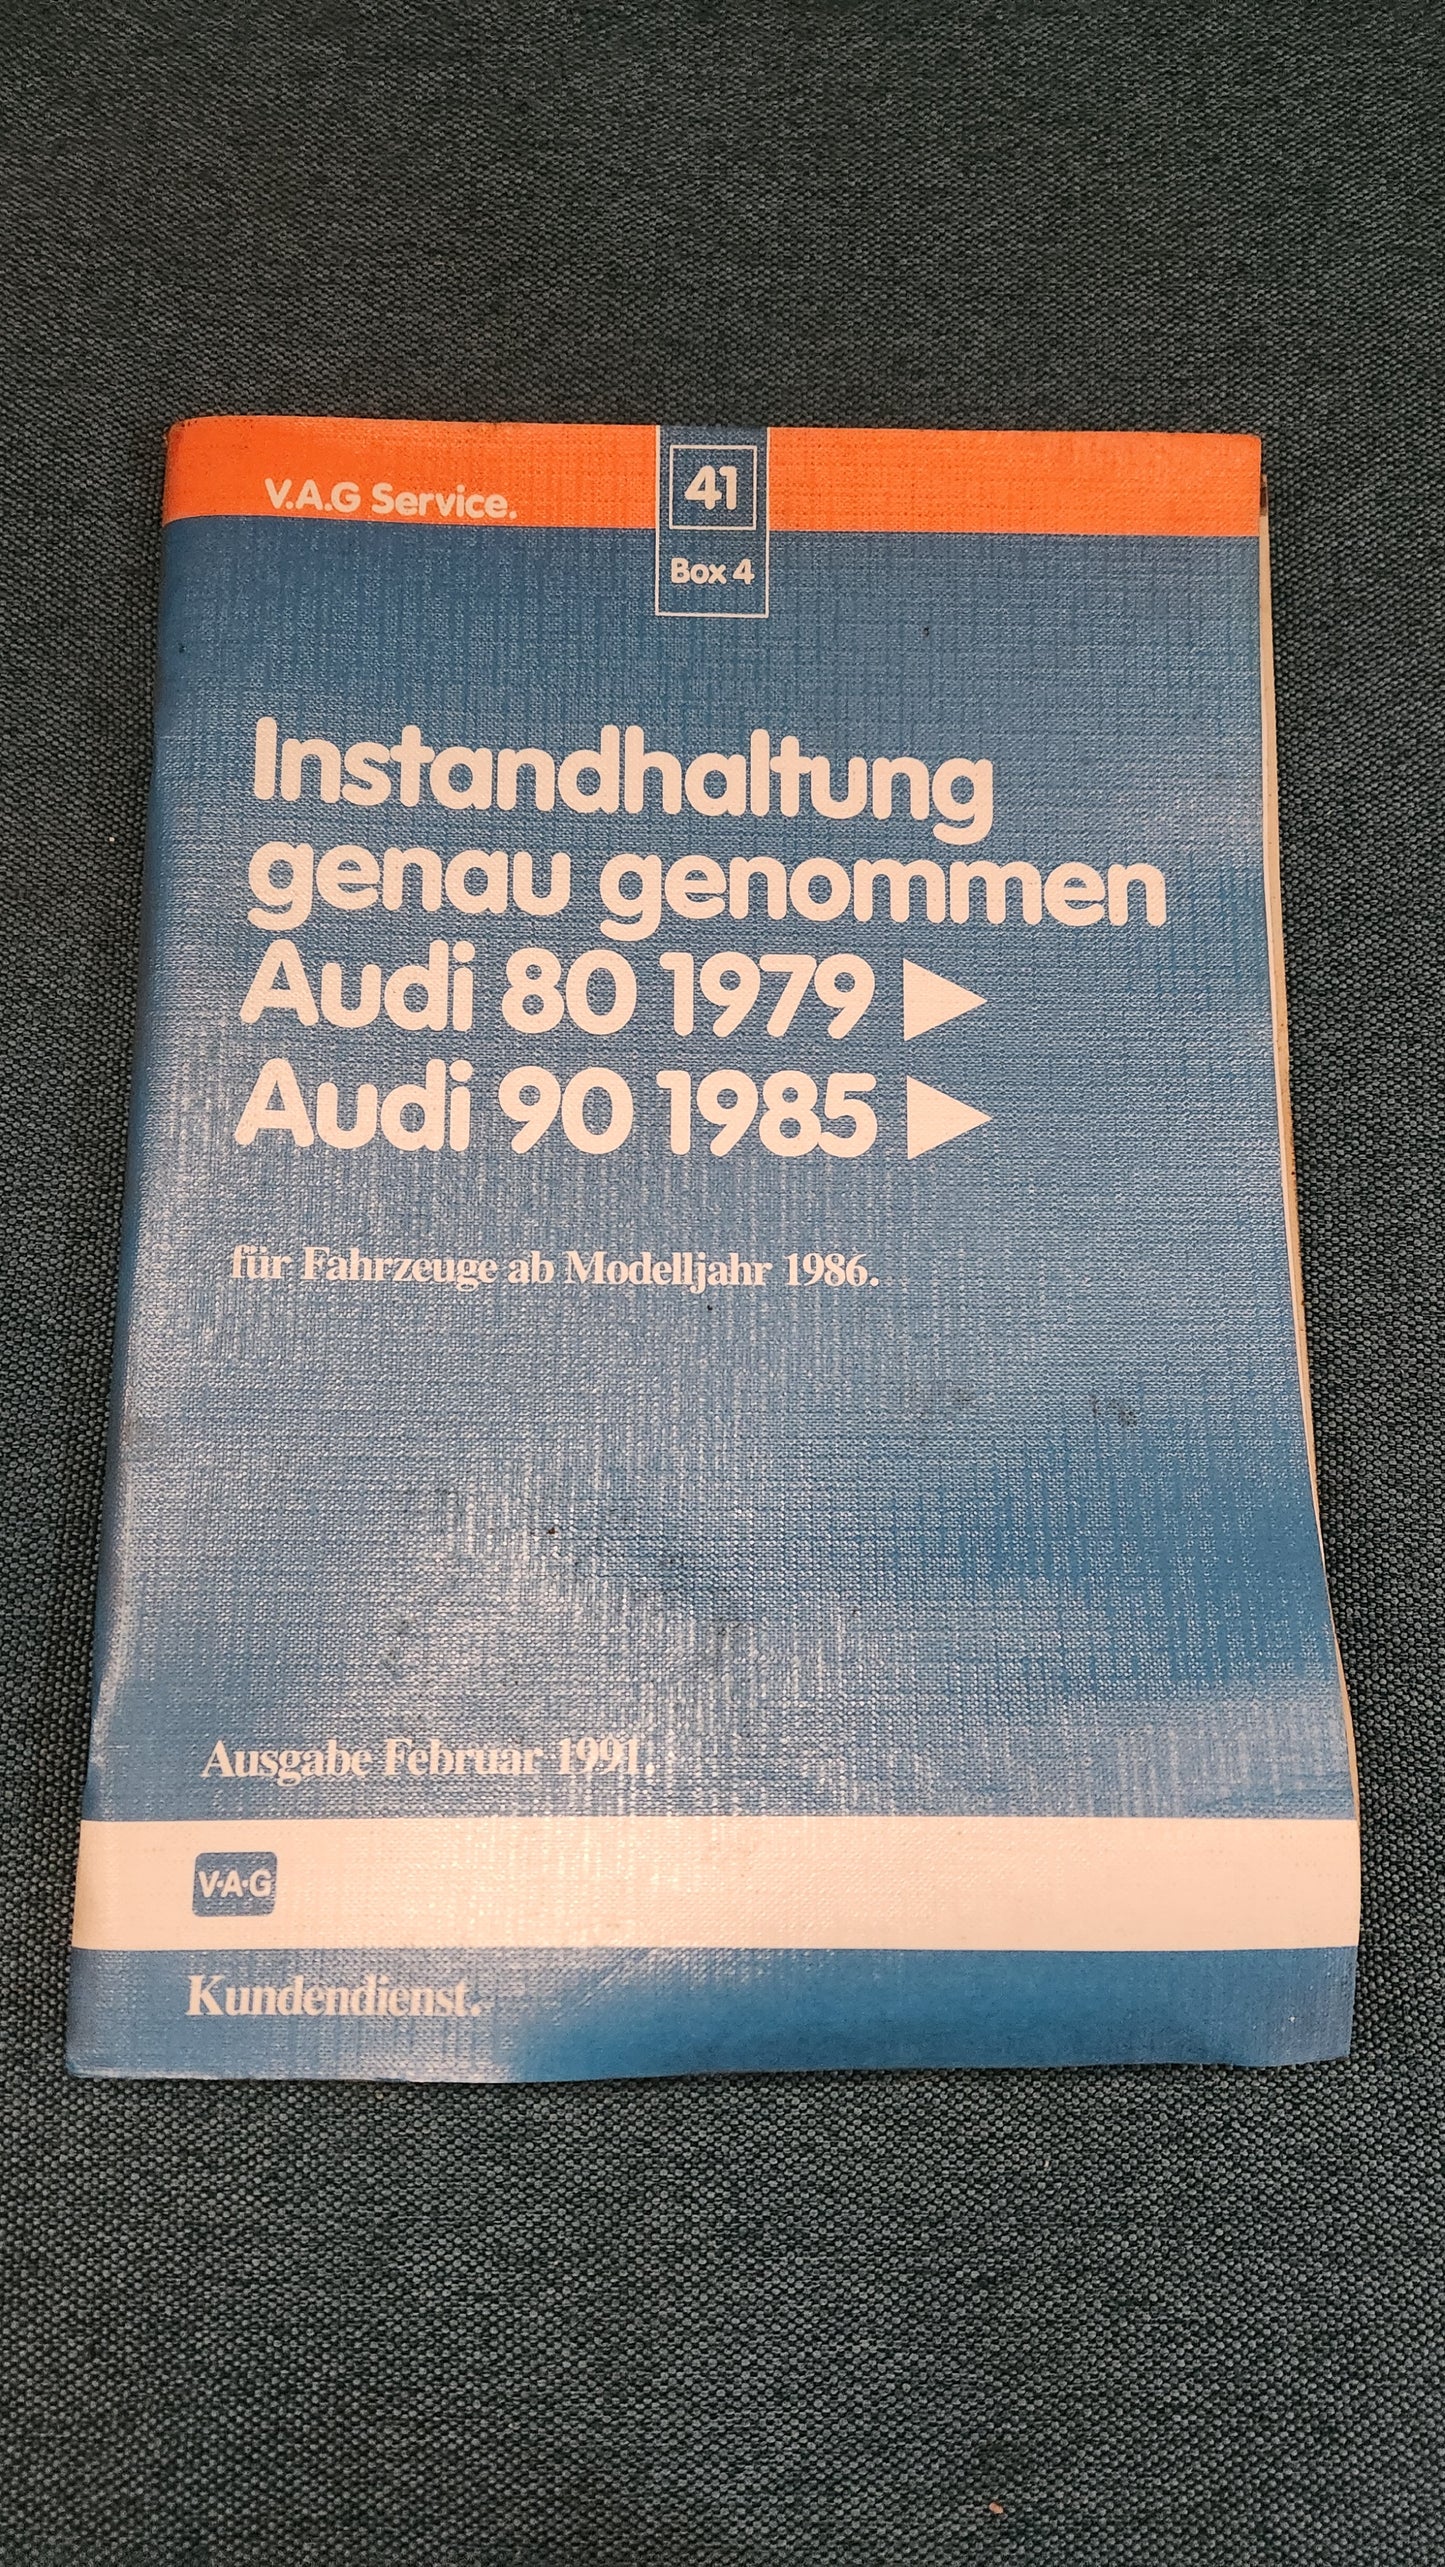 V.A.G Service.
41
Box 4
Instandhaltung
genau genommen
Audi 80 1979 ▶
Audi 90 1985 ▶
für Fahrzeuge ab Modelljahr 1986.
Ausgabe Februar 1991.
V·A·G
Kundendienst.